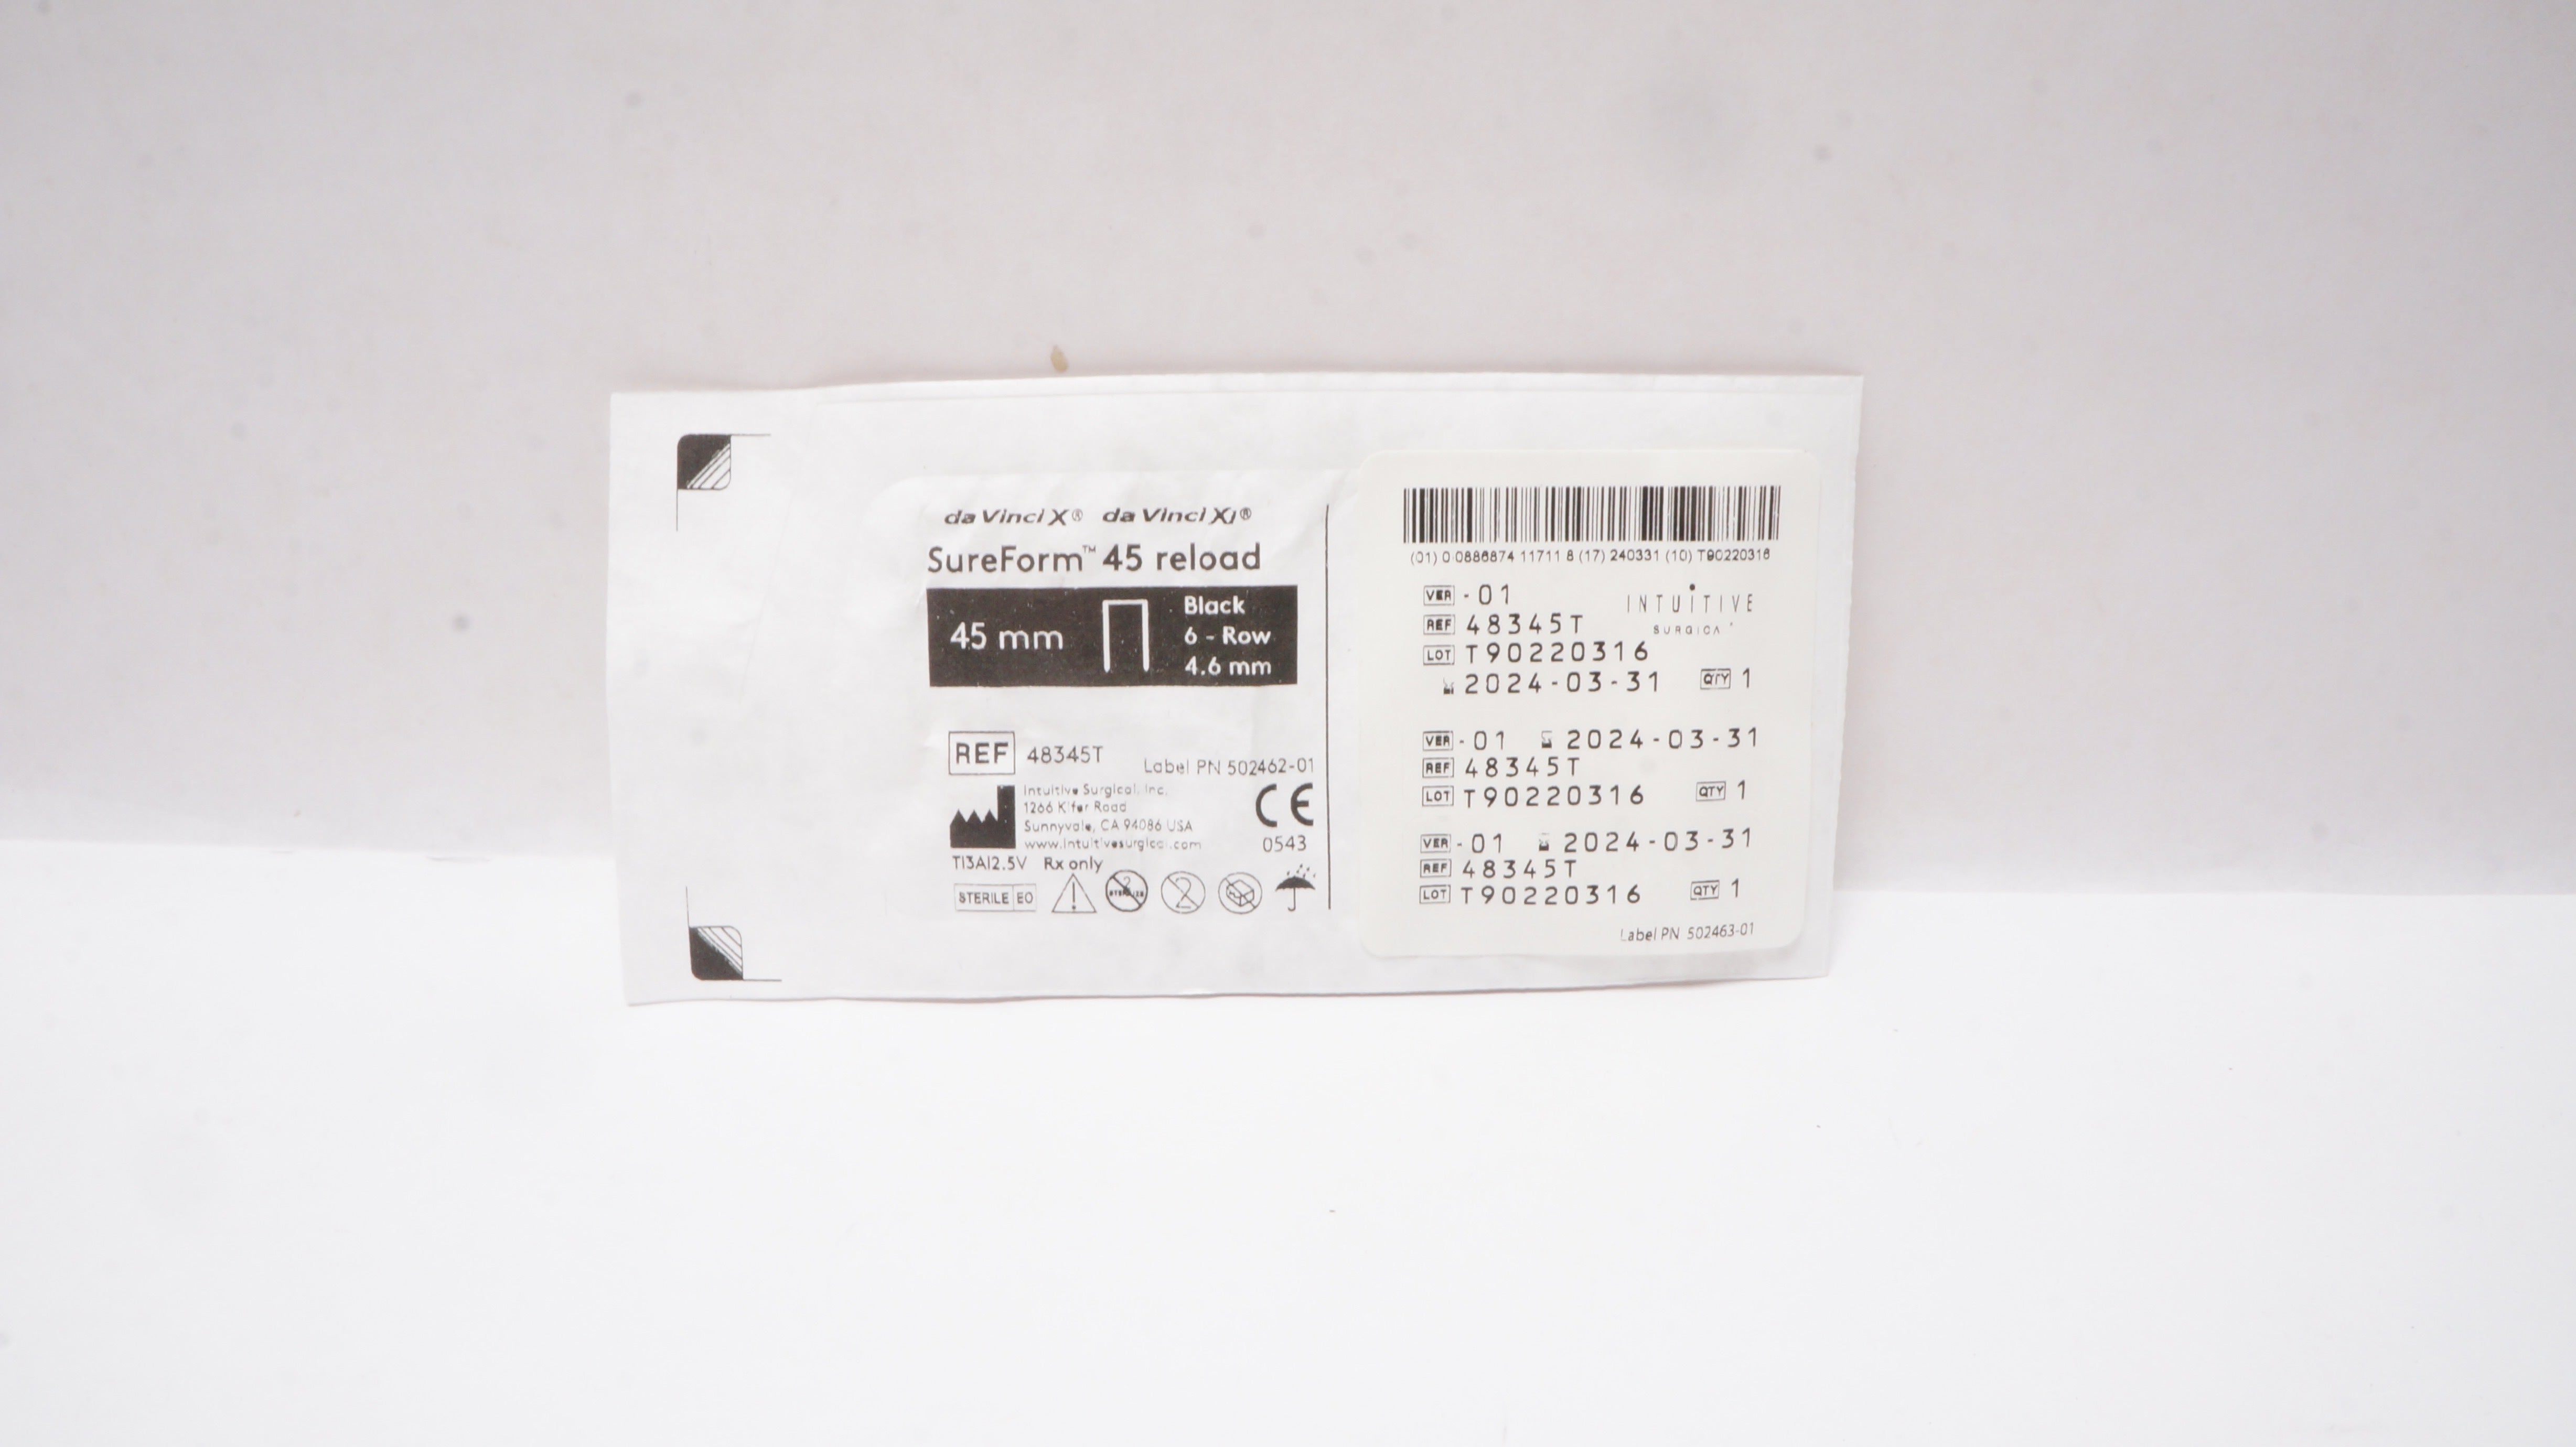 da Vinci X® da Vinci Xi®
SureForm™ 45 reload
45 mm
Black
6 - Row
4.6 mm
REF 48345T
Label PN 502462-01
Intuitive Surgical, Inc.
1266 Kifer Road
Sunnyvale, CA 94086 USA
www.intuitivesurgical.com
CE
0543
TI3Al2.5V Rx only
STERILE EO
(01) 0 0886874 11711 8 (17) 240331 (10) T90220316
VER - 01
INTUITIVE
SURGICAL
REF 48345T
LOT T90220316
2024-03-31 QTY 1
VER - 01 2024-03-31
REF 48345T
LOT T90220316 QTY 1
VER - 01 2024-03-31
REF 48345T
LOT T90220316 QTY 1
Label PN 502463-01